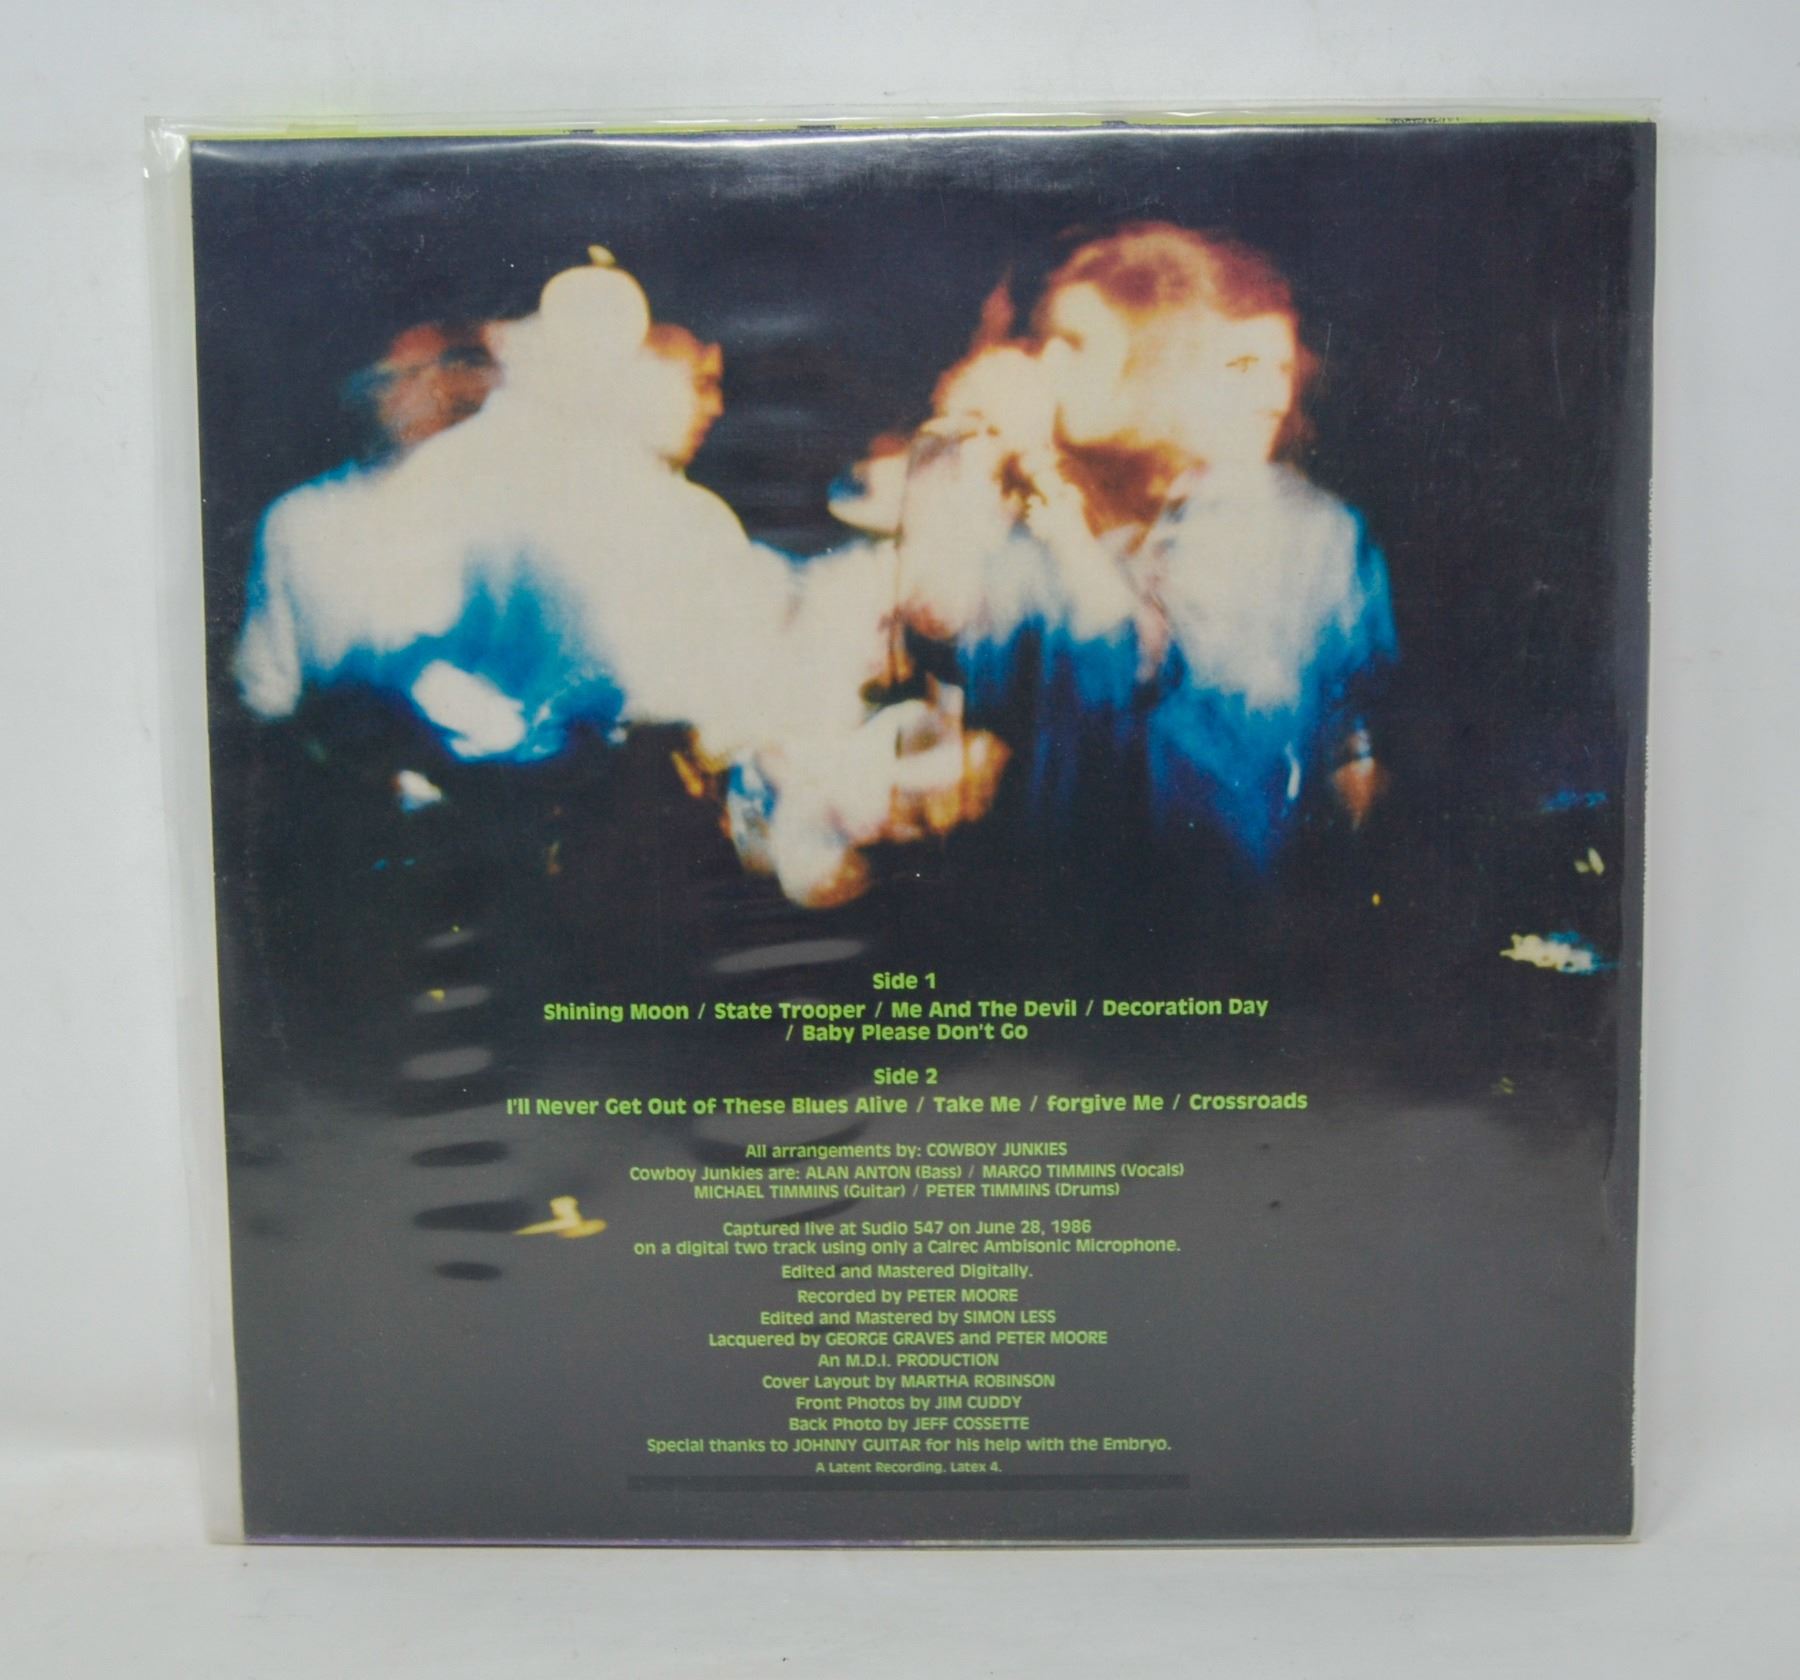 Side 1
Shining Moon / State Trooper / Me And The Devil / Decoration Day
/ Baby Please Don't Go
Side 2
I'll Never Get Out of These Blues Alive / Take Me / forgive Me / Crossroads
All arrangements by: COWBOY JUNKIES
Cowboy Junkies are: ALAN ANTON (Bass) / MARGO TIMMINS (Vocals)
MICHAEL TIMMINS (Guitar) / PETER TIMMINS (Drums)
Captured live at Sudio 547 on June 28, 1986
on a digital two track using only a Calrec Ambisonic Microphone.
Edited and Mastered Digitally.
Recorded by PETER MOORE
Edited and Mastered by SIMON LESS
Lacquered by GEORGE GRAVES and PETER MOORE
An M.D.I. PRODUCTION
Cover Layout by MARTHA ROBINSON
Front Photos by JIM CUDDY
Back Photo by JEFF COSSETTE
Special thanks to JOHNNY GUITAR for his help with the Embryo.
A Latent Recording. Latex 4.